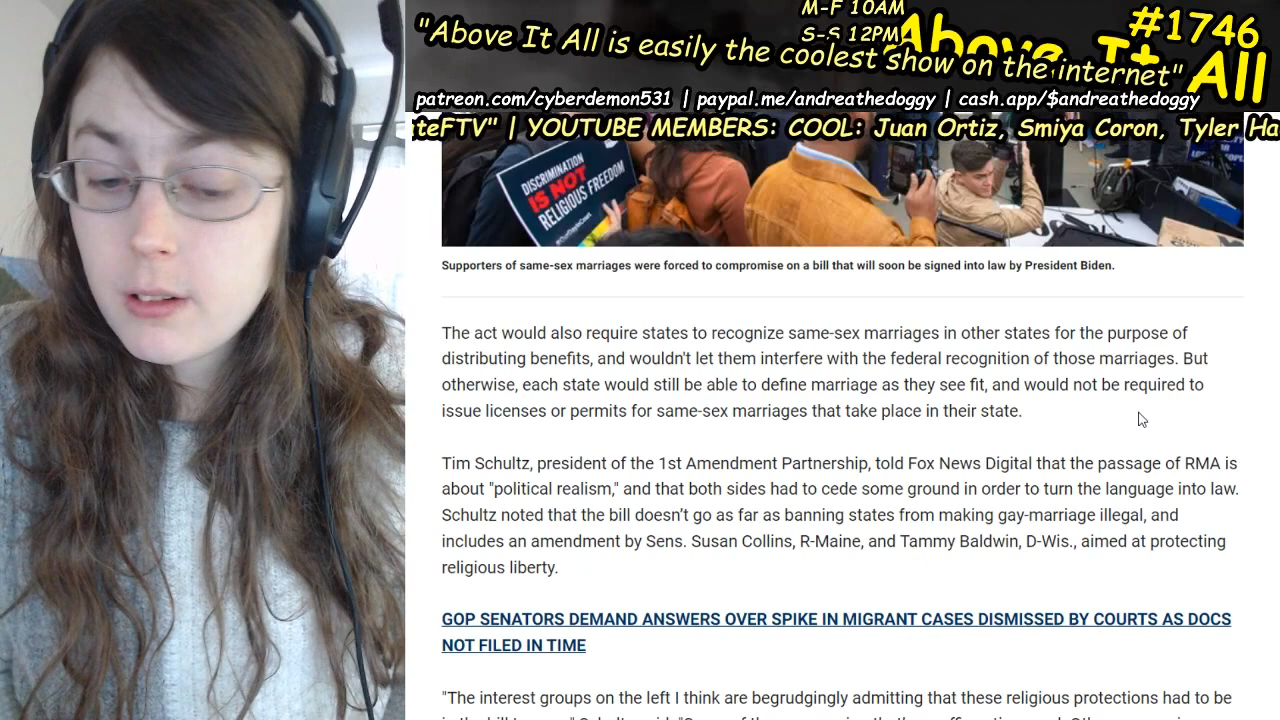 M-F 10AM
S-S 12PM
#1746
Above It All
"Above It All is easily the coolest show on the internet"
patreon.com/cyberdemon531 | paypal.me/andreathedoggy | cash.app/$andreathedoggy
teFTV" | YOUTUBE MEMBERS: COOL: Juan Ortiz, Smiya Coron, Tyler Ha
DISCRIMINATION
IS NOT
RELIGIOUS FREEDOM
Supporters of same-sex marriages were forced to compromise on a bill that will soon be signed into law by President Biden.
The act would also require states to recognize same-sex marriages in other states for the purpose of
distributing benefits, and wouldn't let them interfere with the federal recognition of those marriages. But
otherwise, each state would still be able to define marriage as they see fit, and would not be required to
issue licenses or permits for same-sex marriages that take place in their state.
Tim Schultz, president of the 1st Amendment Partnership, told Fox News Digital that the passage of RMA is
about "political realism," and that both sides had to cede some ground in order to turn the language into law.
Schultz noted that the bill doesn’t go as far as banning states from making gay-marriage illegal, and
includes an amendment by Sens. Susan Collins, R-Maine, and Tammy Baldwin, D-Wis., aimed at protecting
religious liberty.
GOP SENATORS DEMAND ANSWERS OVER SPIKE IN MIGRANT CASES DISMISSED BY COURTS AS DOCS
NOT FILED IN TIME
"The interest groups on the left I think are begrudgingly admitting that these religious protections had to be